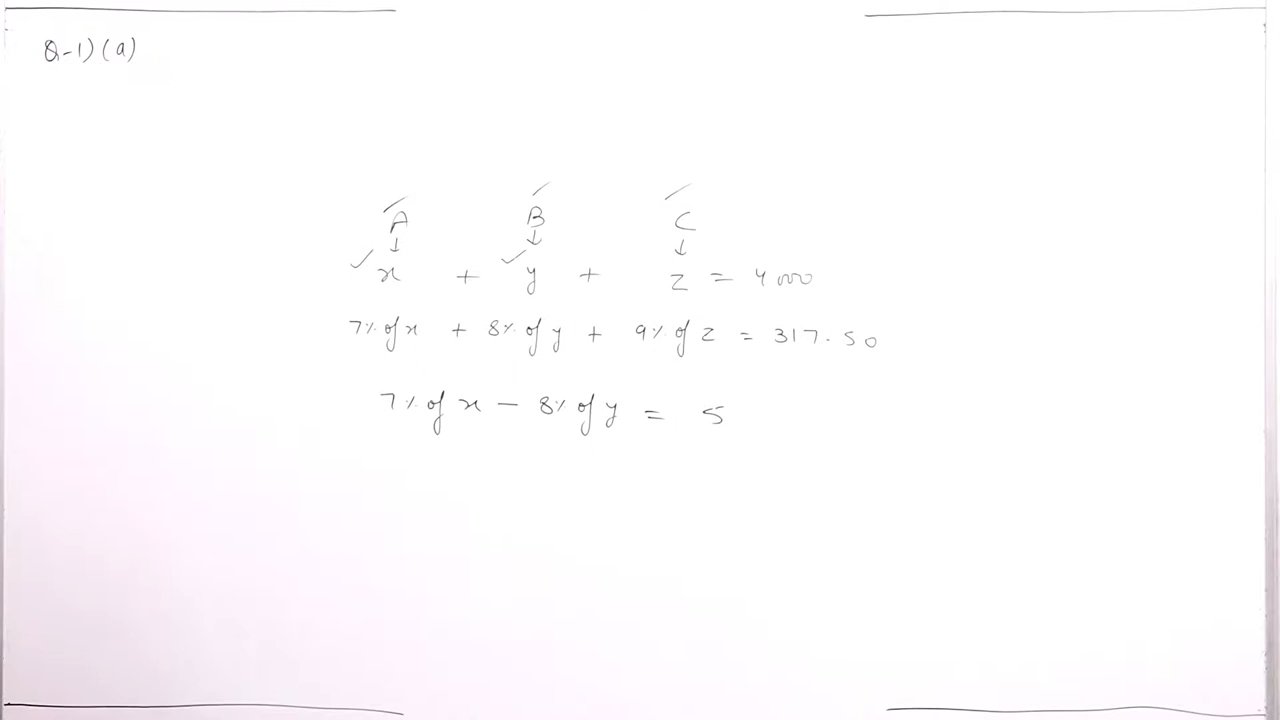 Q-1) (a)
A B C
↓ ↓ ↓
x + y + z = 4000
7% of x + 8% of y + 9% of z = 317.50
7% of x - 8% of y = 5